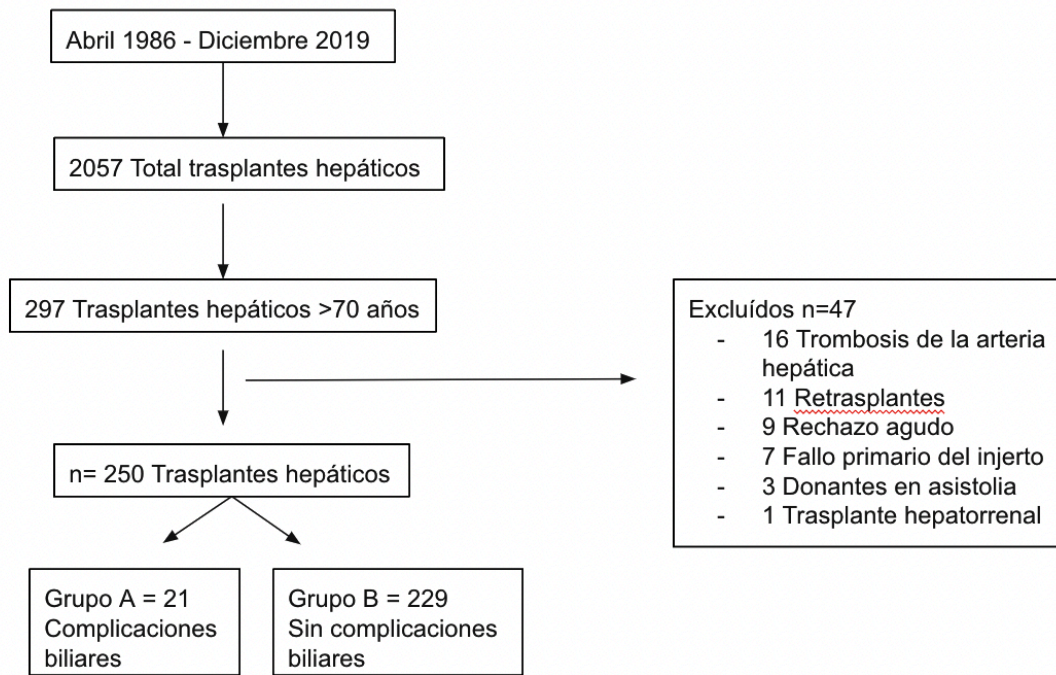 Abril 1986 - Diciembre 2019
2057 Total trasplantes hepáticos
297 Trasplantes hepáticos >70 años
Excluídos n=47
- 16 Trombosis de la arteria
hepática
- 11 Retrasplantes
- 9 Rechazo agudo
- 7 Fallo primario del injerto
- 3 Donantes en asistolia
- 1 Trasplante hepatorrenal
n= 250 Trasplantes hepáticos
Grupo A = 21
Complicaciones
biliares
Grupo B = 229
Sin complicaciones
biliares